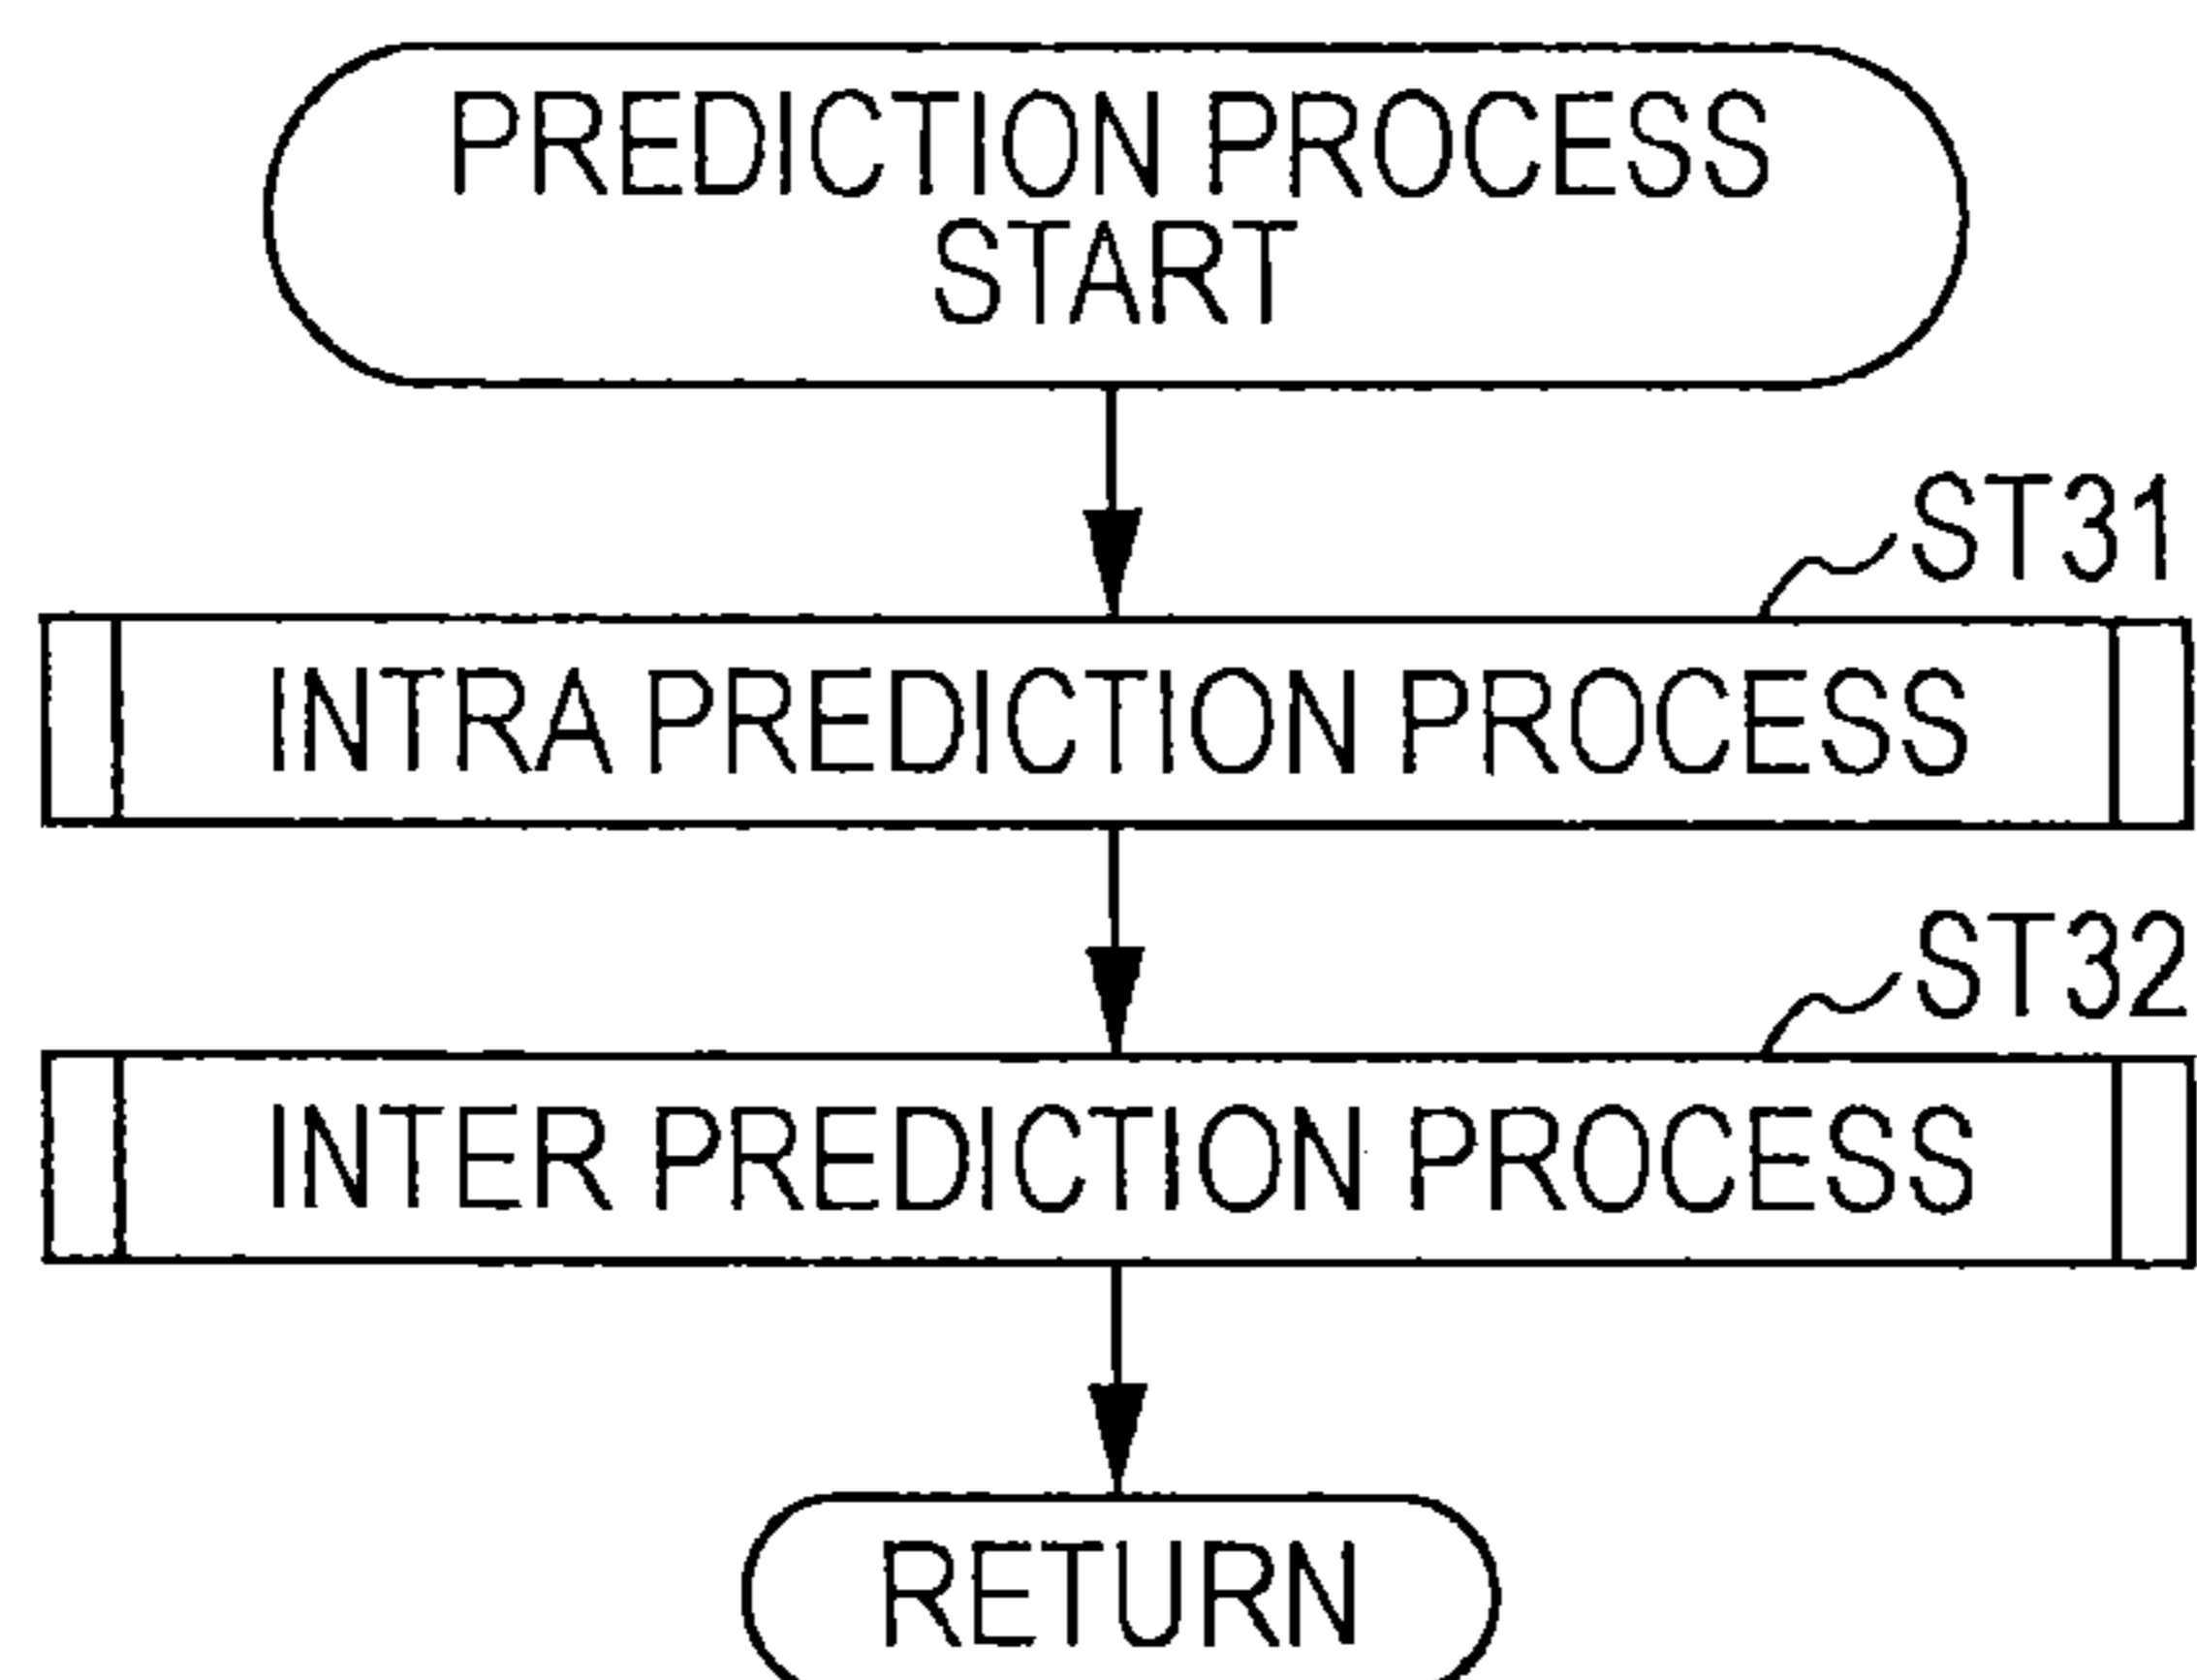 PREDICTION PROCESS
START
ST31
INTRA PREDICTION PROCESS
ST32
INTER PREDICTION PROCESS
RETURN